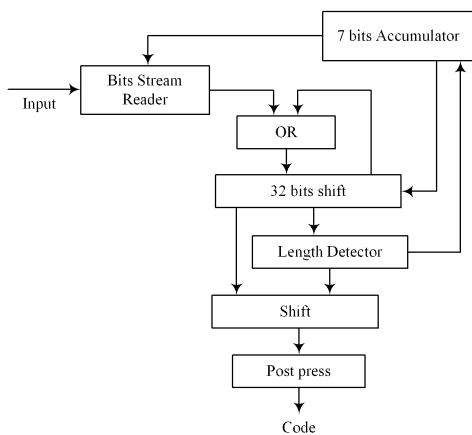 7 bits Accumulator
Bits Stream
Reader
Input
OR
32 bits shift
Length Detector
Shift
Post press
Code